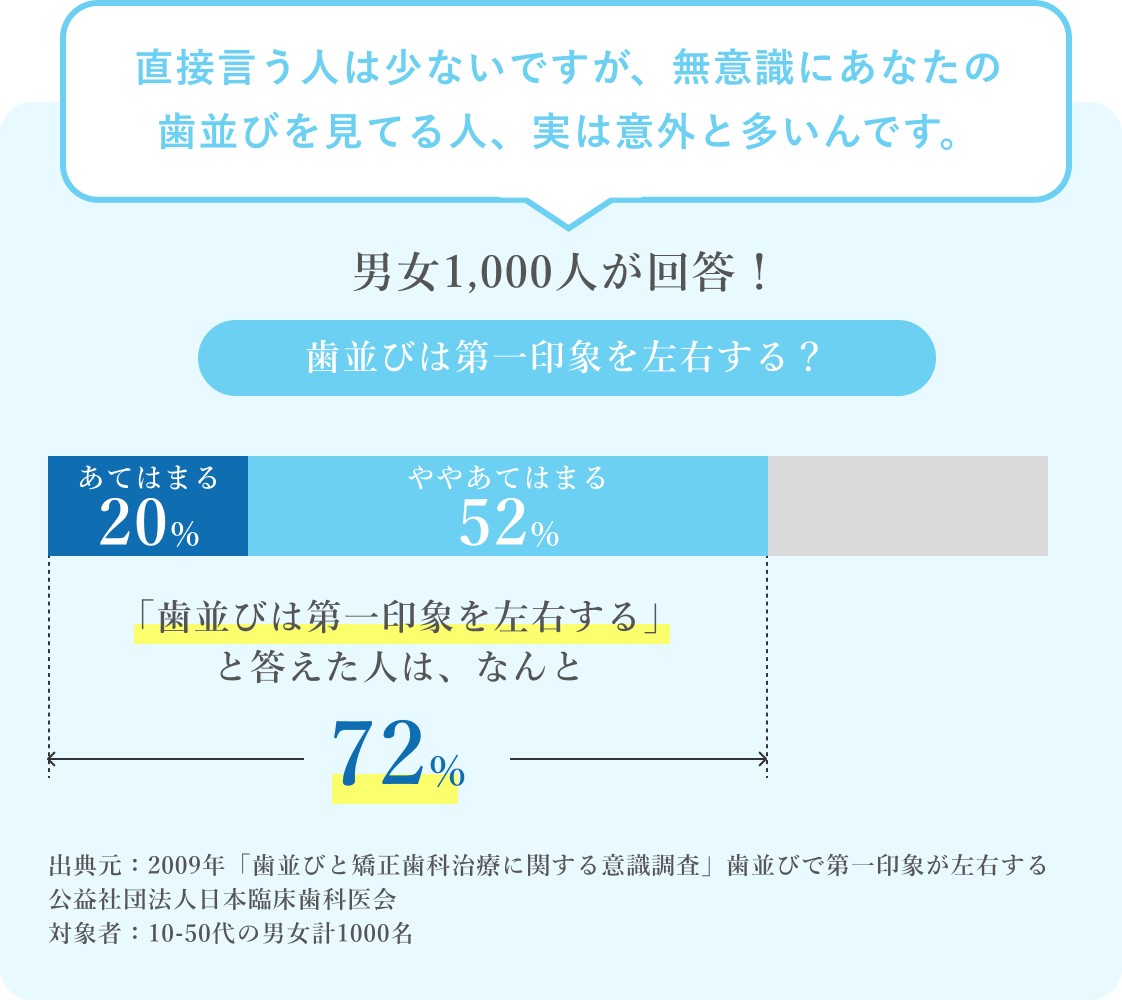 直接言う人は少ないですが、無意識にあなたの
歯並びを見てる人、実は意外と多いんです。
男女1,000人が回答！
歯並びは第一印象を左右する？
あてはまる
20%
ややあてはまる
52%
「歯並びは第一印象を左右する」
と答えた人は、なんと
72%
出典元：2009年「歯並びと矯正歯科治療に関する意識調査」歯並びで第一印象が左右する
公益社団法人日本臨床歯科医会
対象者：10-50代の男女計1000名